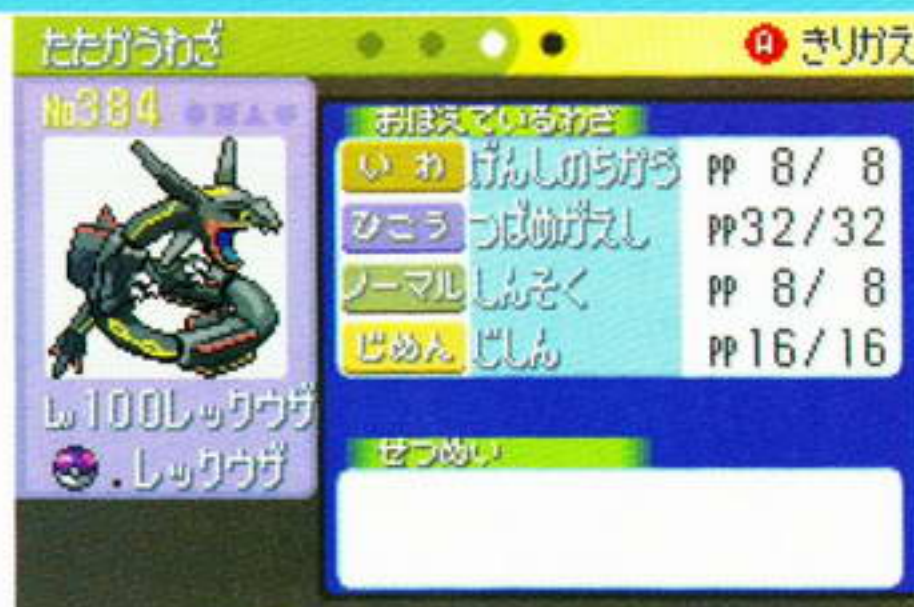 たたかうわざ
A きりかえ
No384
おぼえているわざ
いわ げんしのちから PP 8/ 8
ひこう つばめがえし PP32/32
ノーマル しんそく PP 8/ 8
じめん じしん PP16/16
Lv100レックウザ
.レックウザ
せつめい